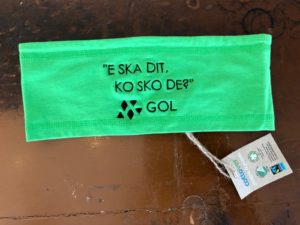 "E SKA DIT,
KO SKO DE?"
GOL